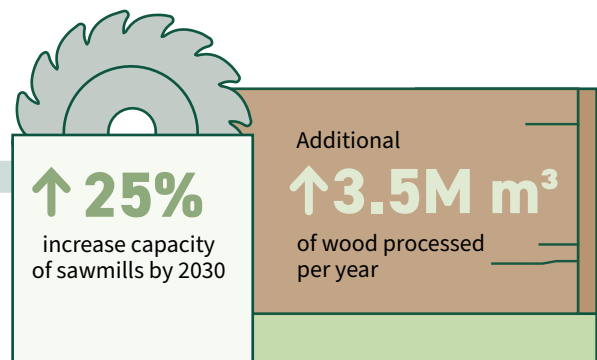 ↑ 25%
increase capacity
of sawmills by 2030
Additional
↑3.5M m³
of wood processed
per year